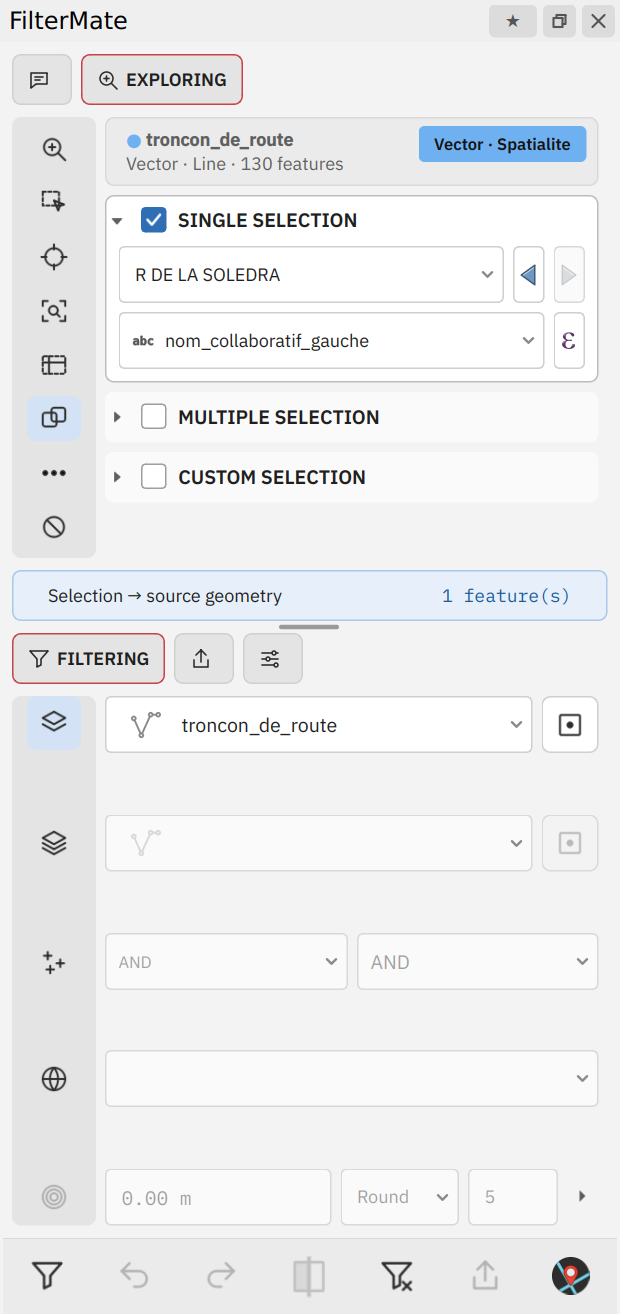 FilterMate
EXPLORING
troncon_de_route
Vector · Line · 130 features
Vector · Spatialite
SINGLE SELECTION
R DE LA SOLEDRA
abc nom_collaboratif_gauche
ε
MULTIPLE SELECTION
CUSTOM SELECTION
Selection → source geometry
1 feature(s)
FILTERING
troncon_de_route
AND
AND
0.00 m
Round
5